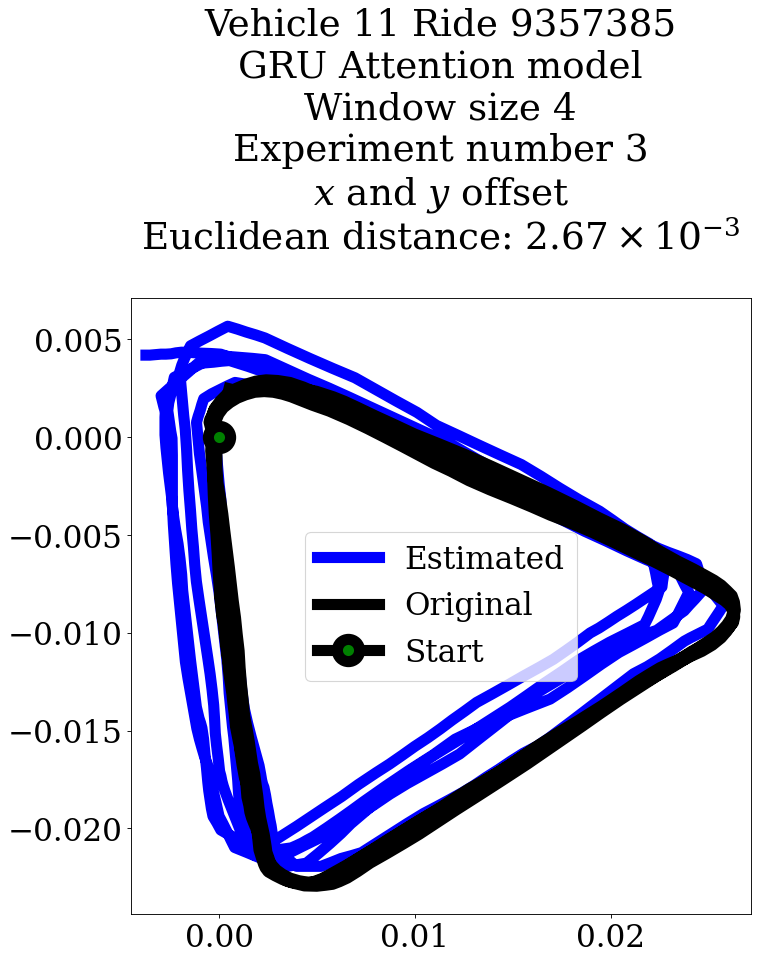 Vehicle 11 Ride 9357385
GRU Attention model
Window size 4
Experiment number 3
x and y offset
Euclidean distance: 2.67 × 10⁻³
0.005
0.000
−0.005
−0.010
−0.015
−0.020
Estimated
Original
Start
0.00 0.01 0.02